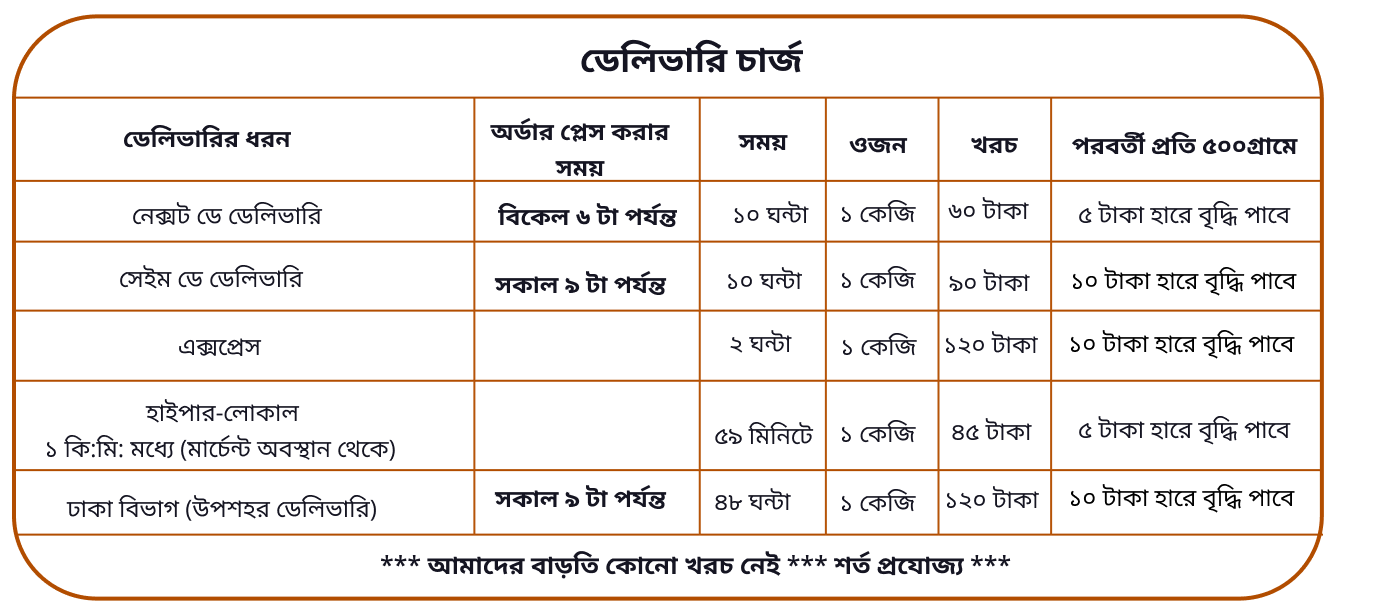 ডেলিভারি চার্জ
ডেলিভারির ধরন
অর্ডার প্লেস করার
সময়
সময়
ওজন
খরচ
পরবর্তী প্রতি ৫০০গ্রামে
নেক্সট ডে ডেলিভারি
বিকেল ৬ টা পর্যন্ত
১০ ঘন্টা
১ কেজি
৬০ টাকা
৫ টাকা হারে বৃদ্ধি পাবে
সেইম ডে ডেলিভারি
সকাল ৯ টা পর্যন্ত
১০ ঘন্টা
১ কেজি
৯০ টাকা
১০ টাকা হারে বৃদ্ধি পাবে
এক্সপ্রেস
২ ঘন্টা
১ কেজি
১২০ টাকা
১০ টাকা হারে বৃদ্ধি পাবে
হাইপার-লোকাল
১ কি:মি: মধ্যে (মার্চেন্ট অবস্থান থেকে)
৫৯ মিনিটে
১ কেজি
৪৫ টাকা
৫ টাকা হারে বৃদ্ধি পাবে
ঢাকা বিভাগ (উপশহর ডেলিভারি)
সকাল ৯ টা পর্যন্ত
৪৮ ঘন্টা
১ কেজি
১২০ টাকা
১০ টাকা হারে বৃদ্ধি পাবে
*** আমাদের বাড়তি কোনো খরচ নেই *** শর্ত প্রযোজ্য ***